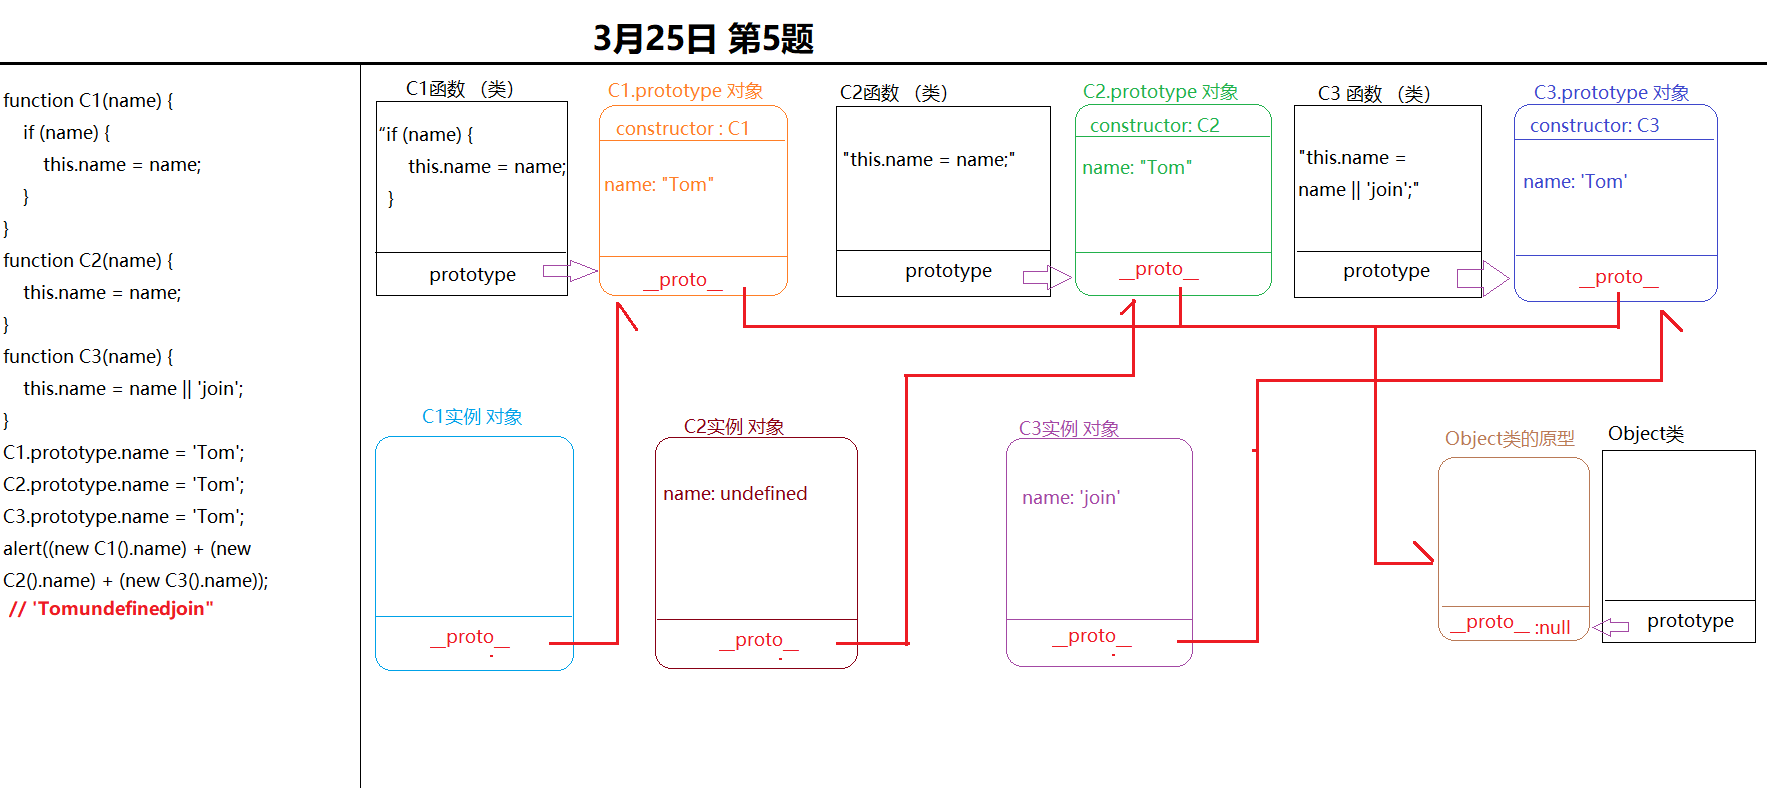 3月25日 第5题
function C1(name) {
if (name) {
this.name = name;
}
}
function C2(name) {
this.name = name;
}
function C3(name) {
this.name = name || 'join';
}
C1.prototype.name = 'Tom';
C2.prototype.name = 'Tom';
C3.prototype.name = 'Tom';
alert((new C1().name) + (new
C2().name) + (new C3().name));
// 'Tomundefinedjoin"
C1函数 （类）
“if (name) {
this.name = name;
}
prototype
C1.prototype 对象
constructor : C1
name: "Tom"
__proto__
C2函数 （类）
"this.name = name;"
prototype
C2.prototype 对象
constructor: C2
name: "Tom"
__proto__
C3 函数 （类）
"this.name =
name || 'join';"
prototype
C3.prototype 对象
constructor: C3
name: 'Tom'
__proto__
C1实例 对象
__proto__
C2实例 对象
name: undefined
__proto__
C3实例 对象
name: 'join'
__proto__
Object类的原型
__proto__ :null
Object类
prototype